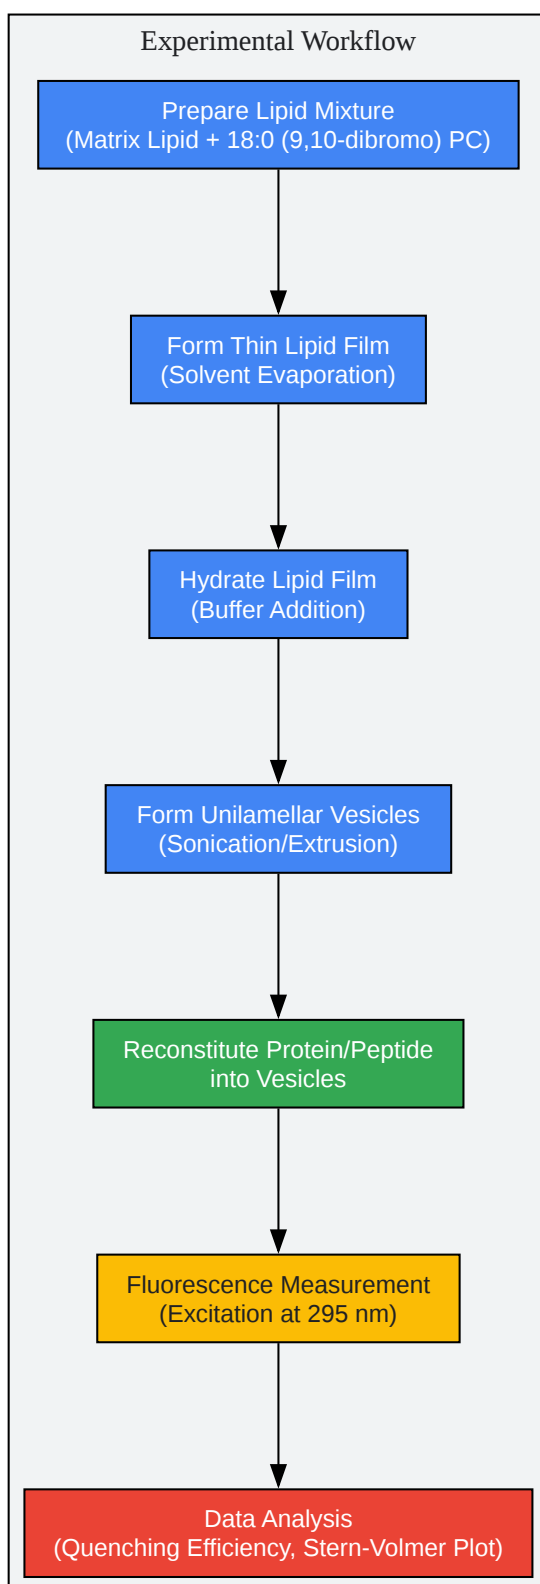 Experimental Workflow
Prepare Lipid Mixture
(Matrix Lipid + 18:0 (9,10-dibromo) PC)
Form Thin Lipid Film
(Solvent Evaporation)
Hydrate Lipid Film
(Buffer Addition)
Form Unilamellar Vesicles
(Sonication/Extrusion)
Reconstitute Protein/Peptide
into Vesicles
Fluorescence Measurement
(Excitation at 295 nm)
Data Analysis
(Quenching Efficiency, Stern-Volmer Plot)